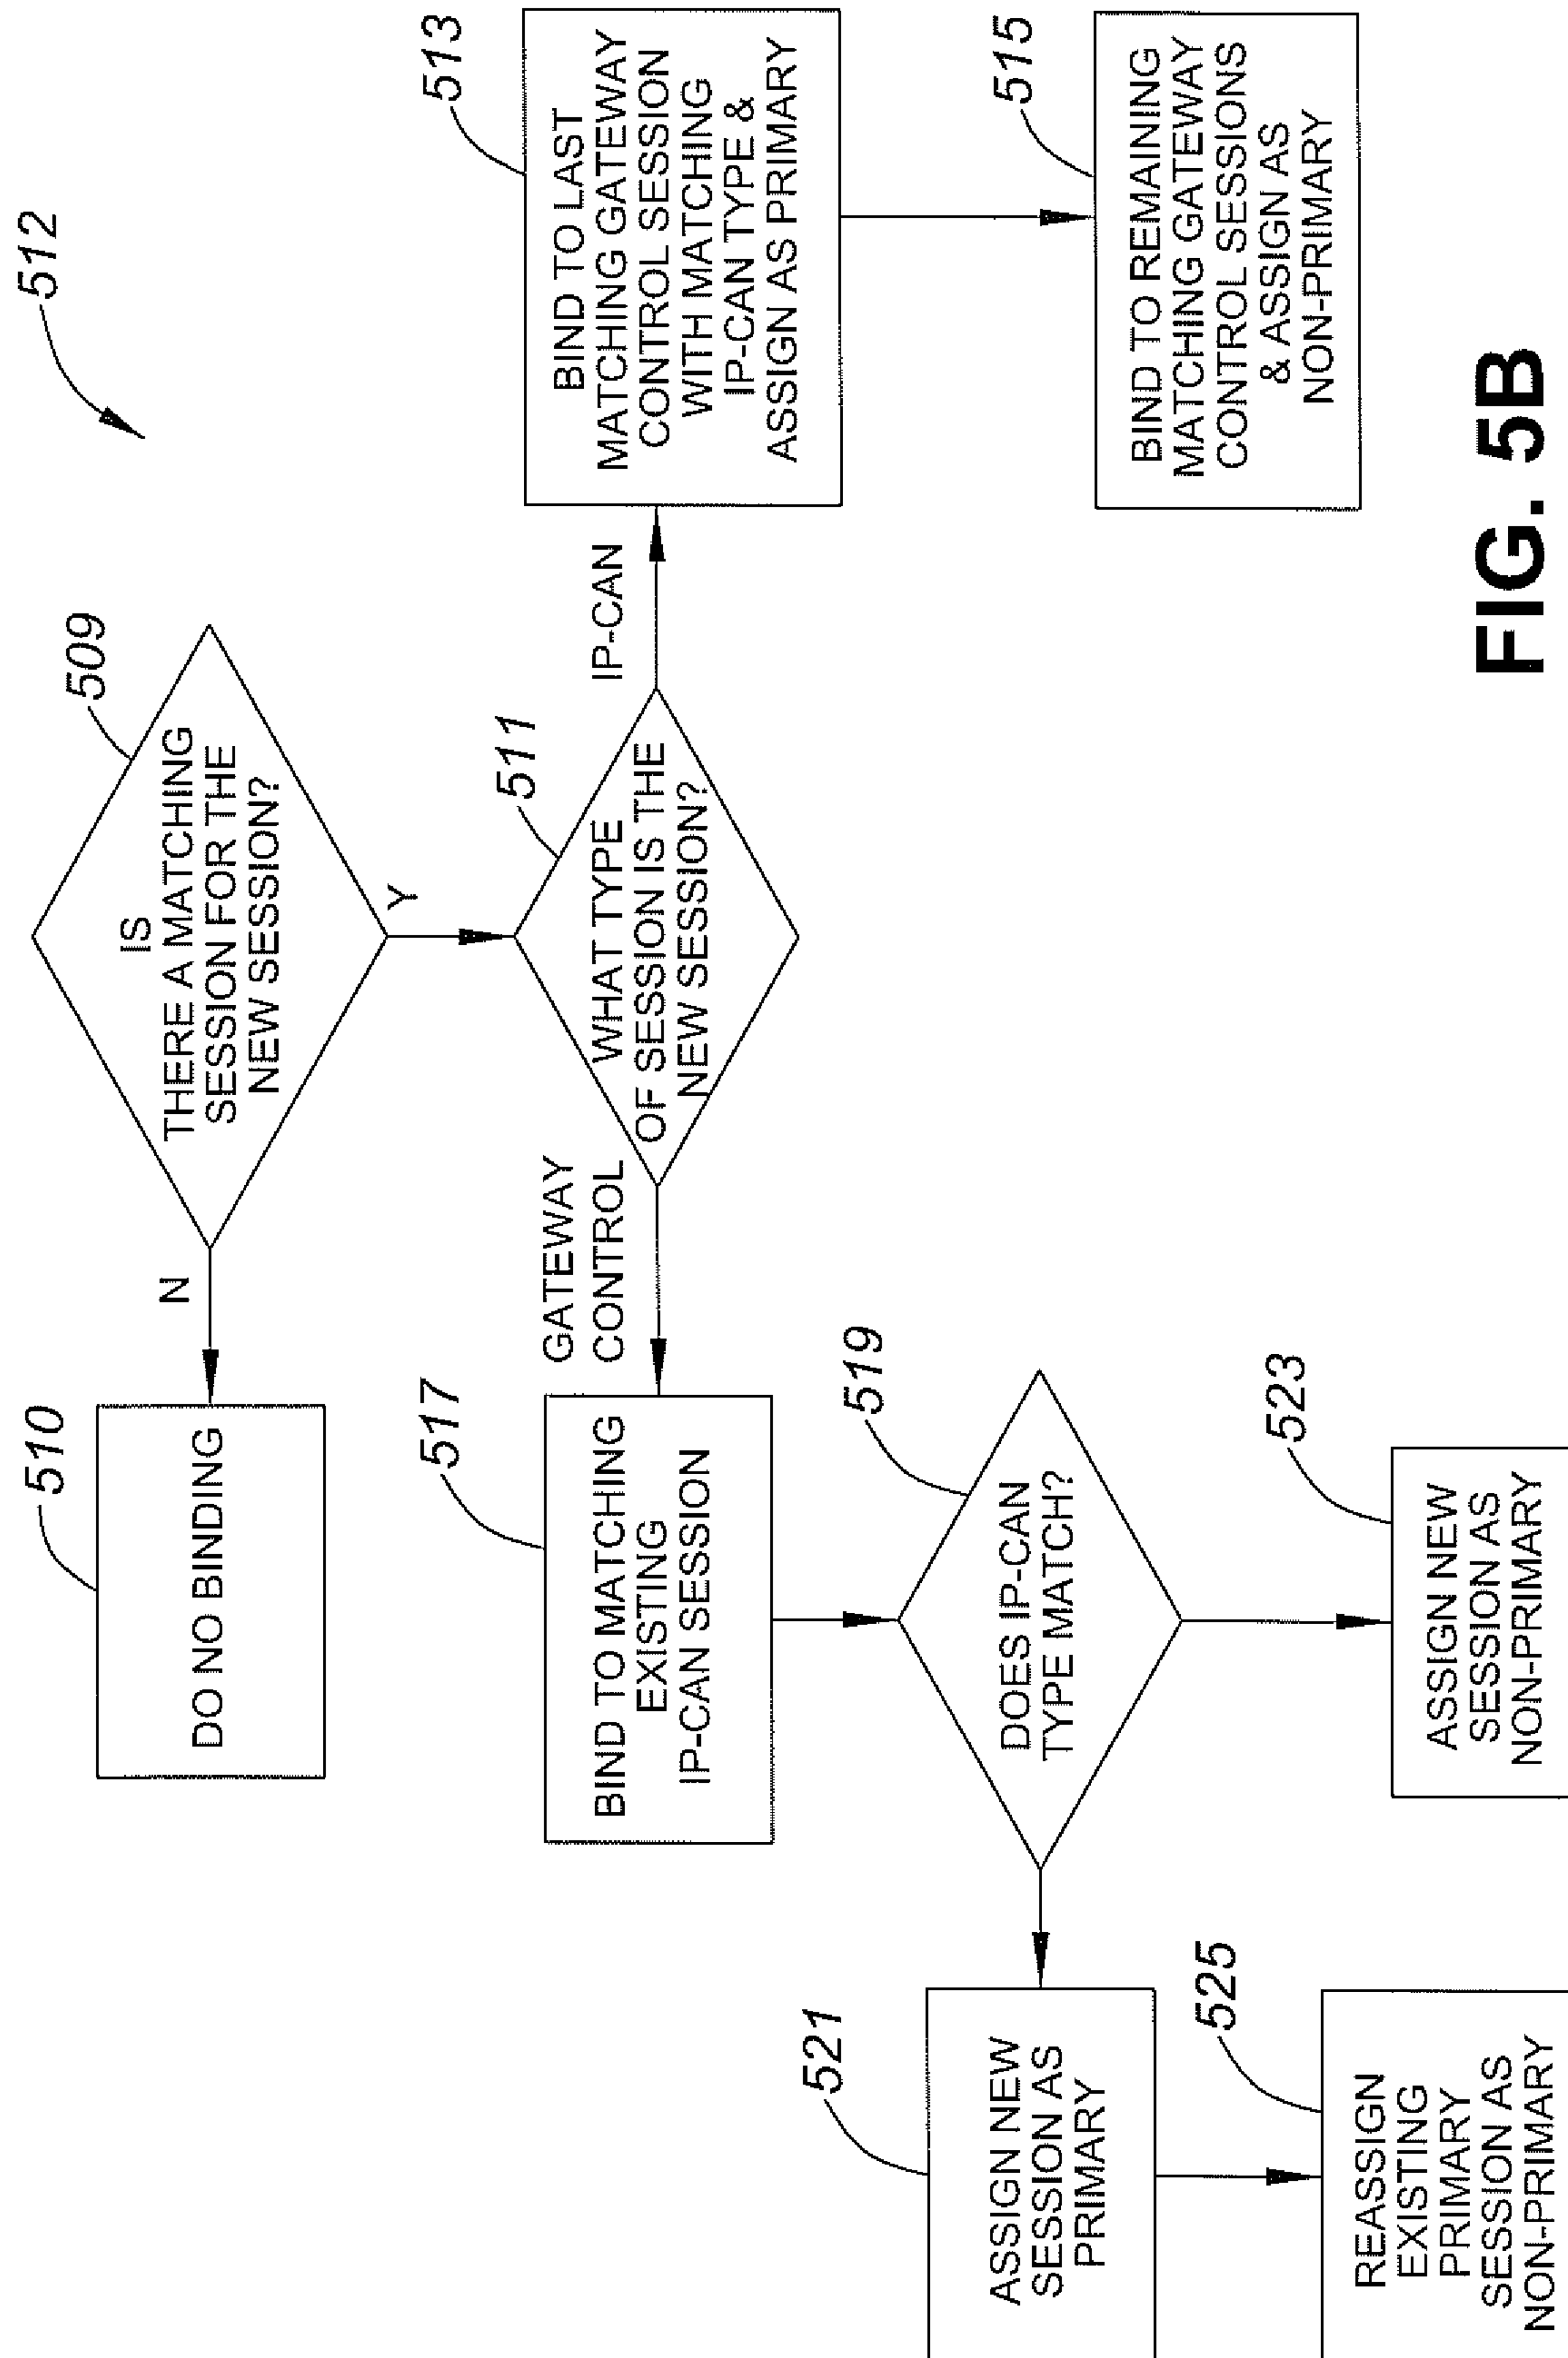 512
509
IS
THERE A MATCHING
SESSION FOR THE
NEW SESSION?
N
Y
510
DO NO BINDING
511
WHAT TYPE
OF SESSION IS THE
NEW SESSION?
IP-CAN
GATEWAY
CONTROL
513
BIND TO LAST
MATCHING GATEWAY
CONTROL SESSION
WITH MATCHING
IP-CAN TYPE &
ASSIGN AS PRIMARY
515
BIND TO REMAINING
MATCHING GATEWAY
CONTROL SESSIONS
& ASSIGN AS
NON-PRIMARY
517
BIND TO MATCHING
EXISTING
IP-CAN SESSION
519
DOES IP-CAN
TYPE MATCH?
521
ASSIGN NEW
SESSION AS
PRIMARY
523
ASSIGN NEW
SESSION AS
NON-PRIMARY
525
REASSIGN
EXISTING
PRIMARY
SESSION AS
NON-PRIMARY
FIG. 5B